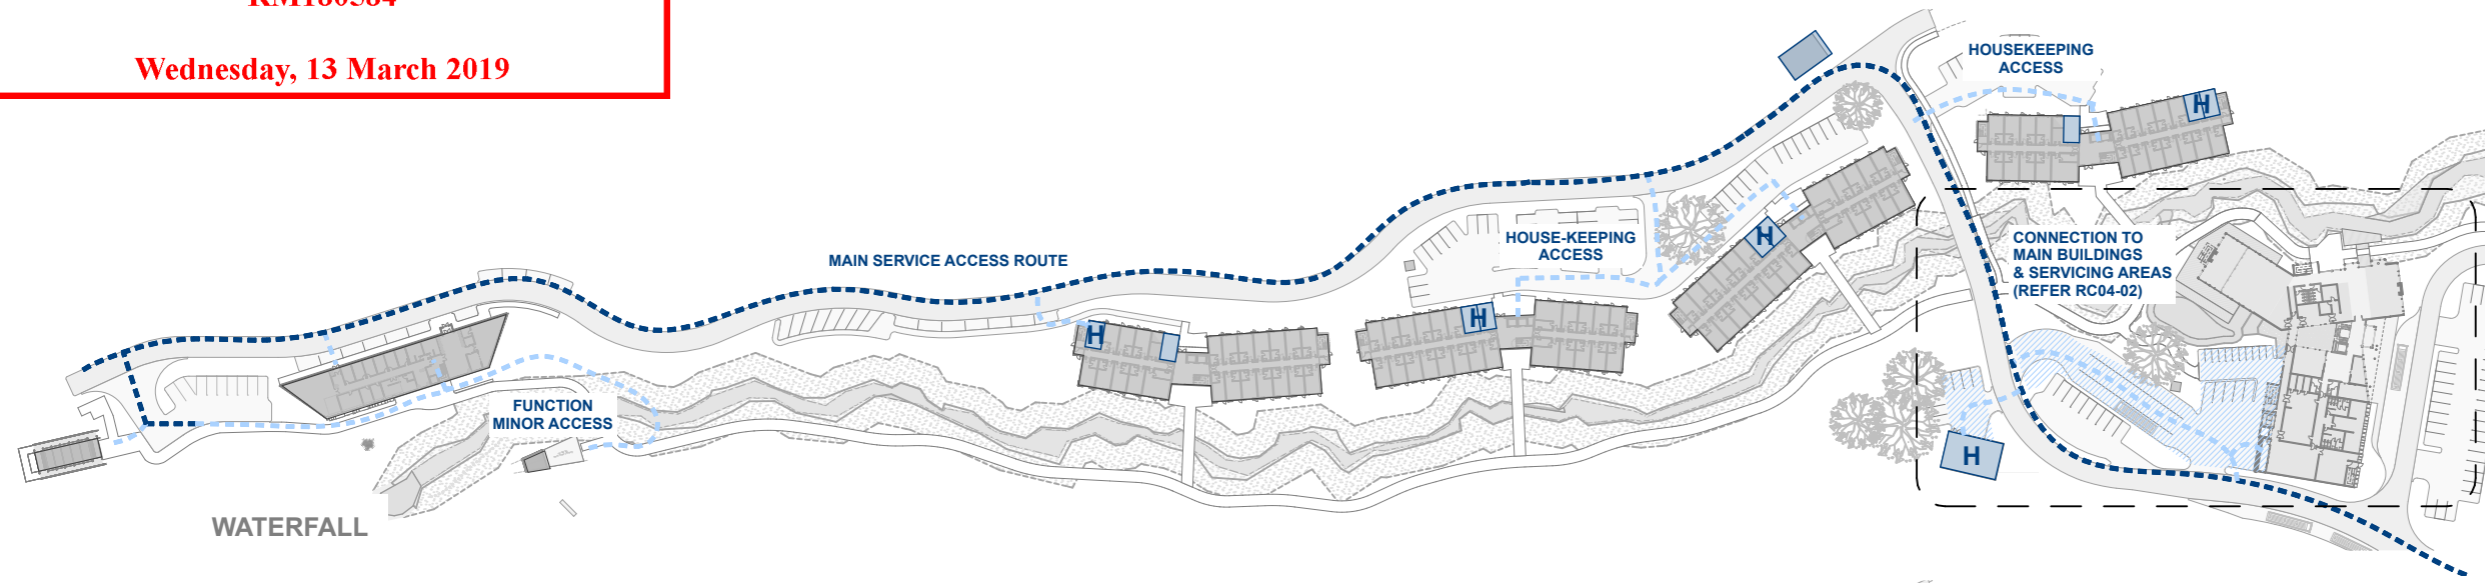 RM180584
Wednesday, 13 March 2019
HOUSEKEEPING
ACCESS
H
HOUSE-KEEPING
ACCESS
H
MAIN SERVICE ACCESS ROUTE
CONNECTION TO
MAIN BUILDINGS
& SERVICING AREAS
(REFER RC04-02)
H
H
FUNCTION
MINOR ACCESS
H
WATERFALL